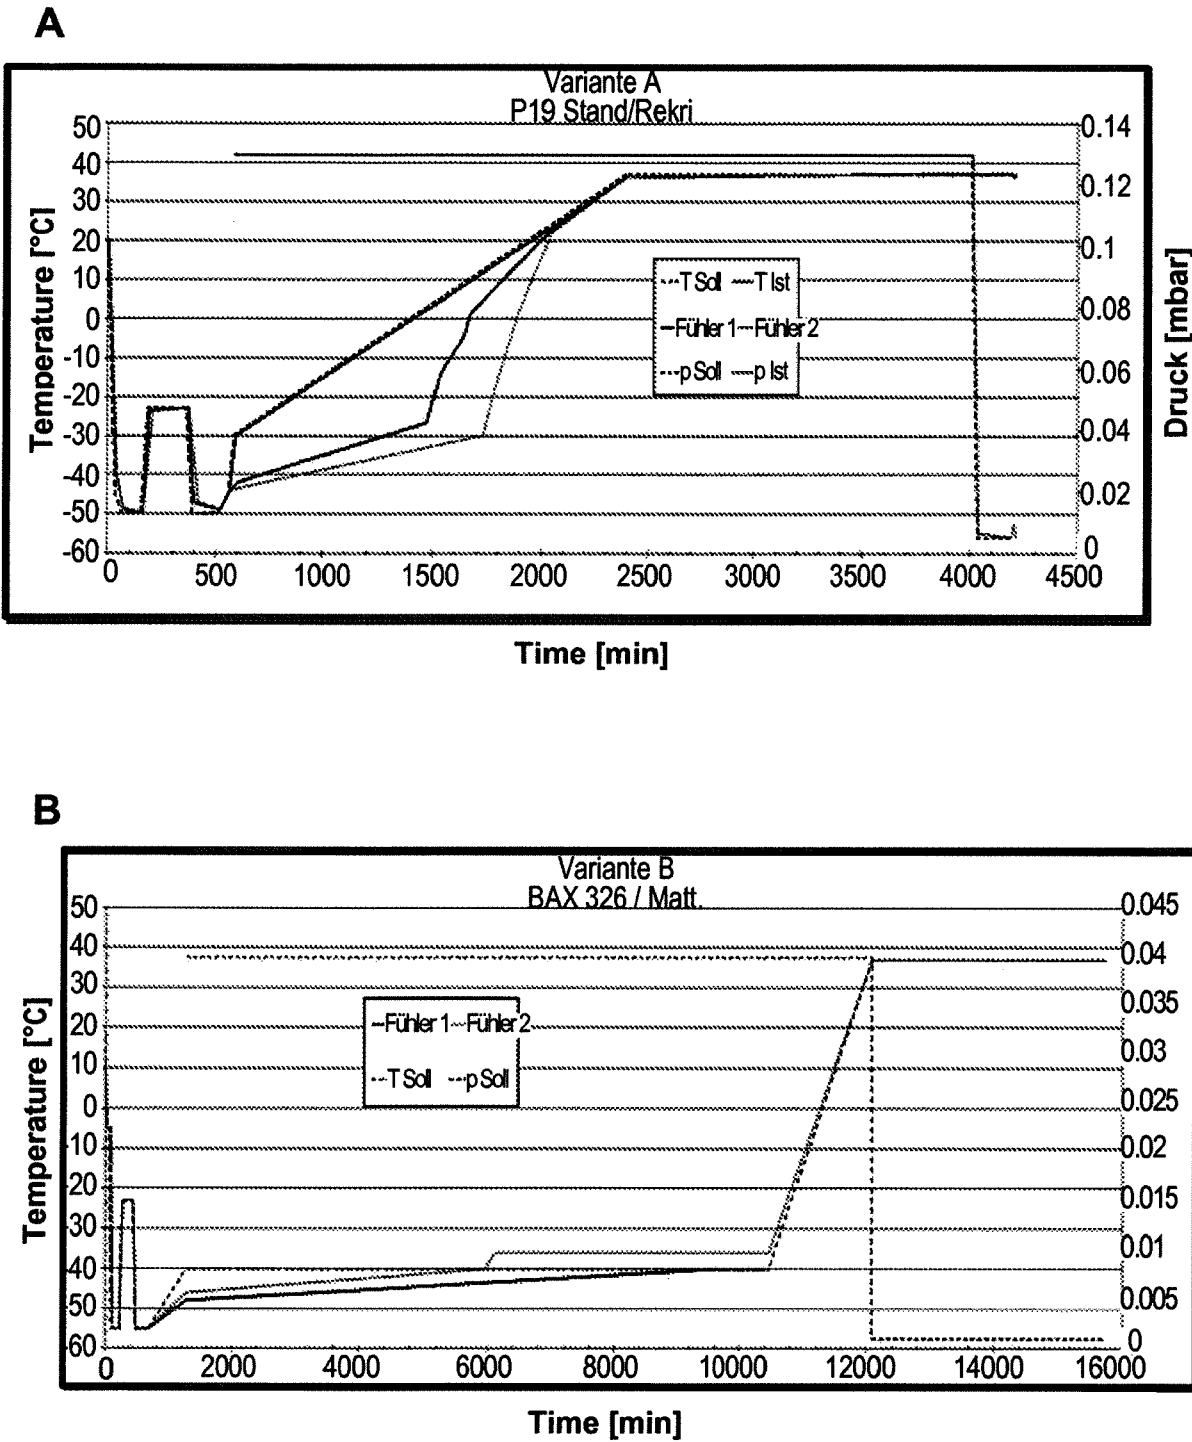 A
Variante A
P19 Stand/Rekri
50
40
30
20
10
0
-10
-20
-30
-40
-50
-60
Temperature [°C]
0.14
0.12
0.1
0.08
0.06
0.04
0.02
0
Druck [mbar]
T Soll T Ist
Fühler 1 Fühler 2
p Soll p Ist
0 500 1000 1500 2000 2500 3000 3500 4000 4500
Time [min]
B
Variante B
BAX 326 / Matt.
50
40
30
20
10
0
10
20
30
40
50
60
Temperature [°C]
0.045
0.04
0.035
0.03
0.025
0.02
0.015
0.01
0.005
0
Fühler 1 Fühler 2
T Soll p Soll
0 2000 4000 6000 8000 10000 12000 14000 16000
Time [min]